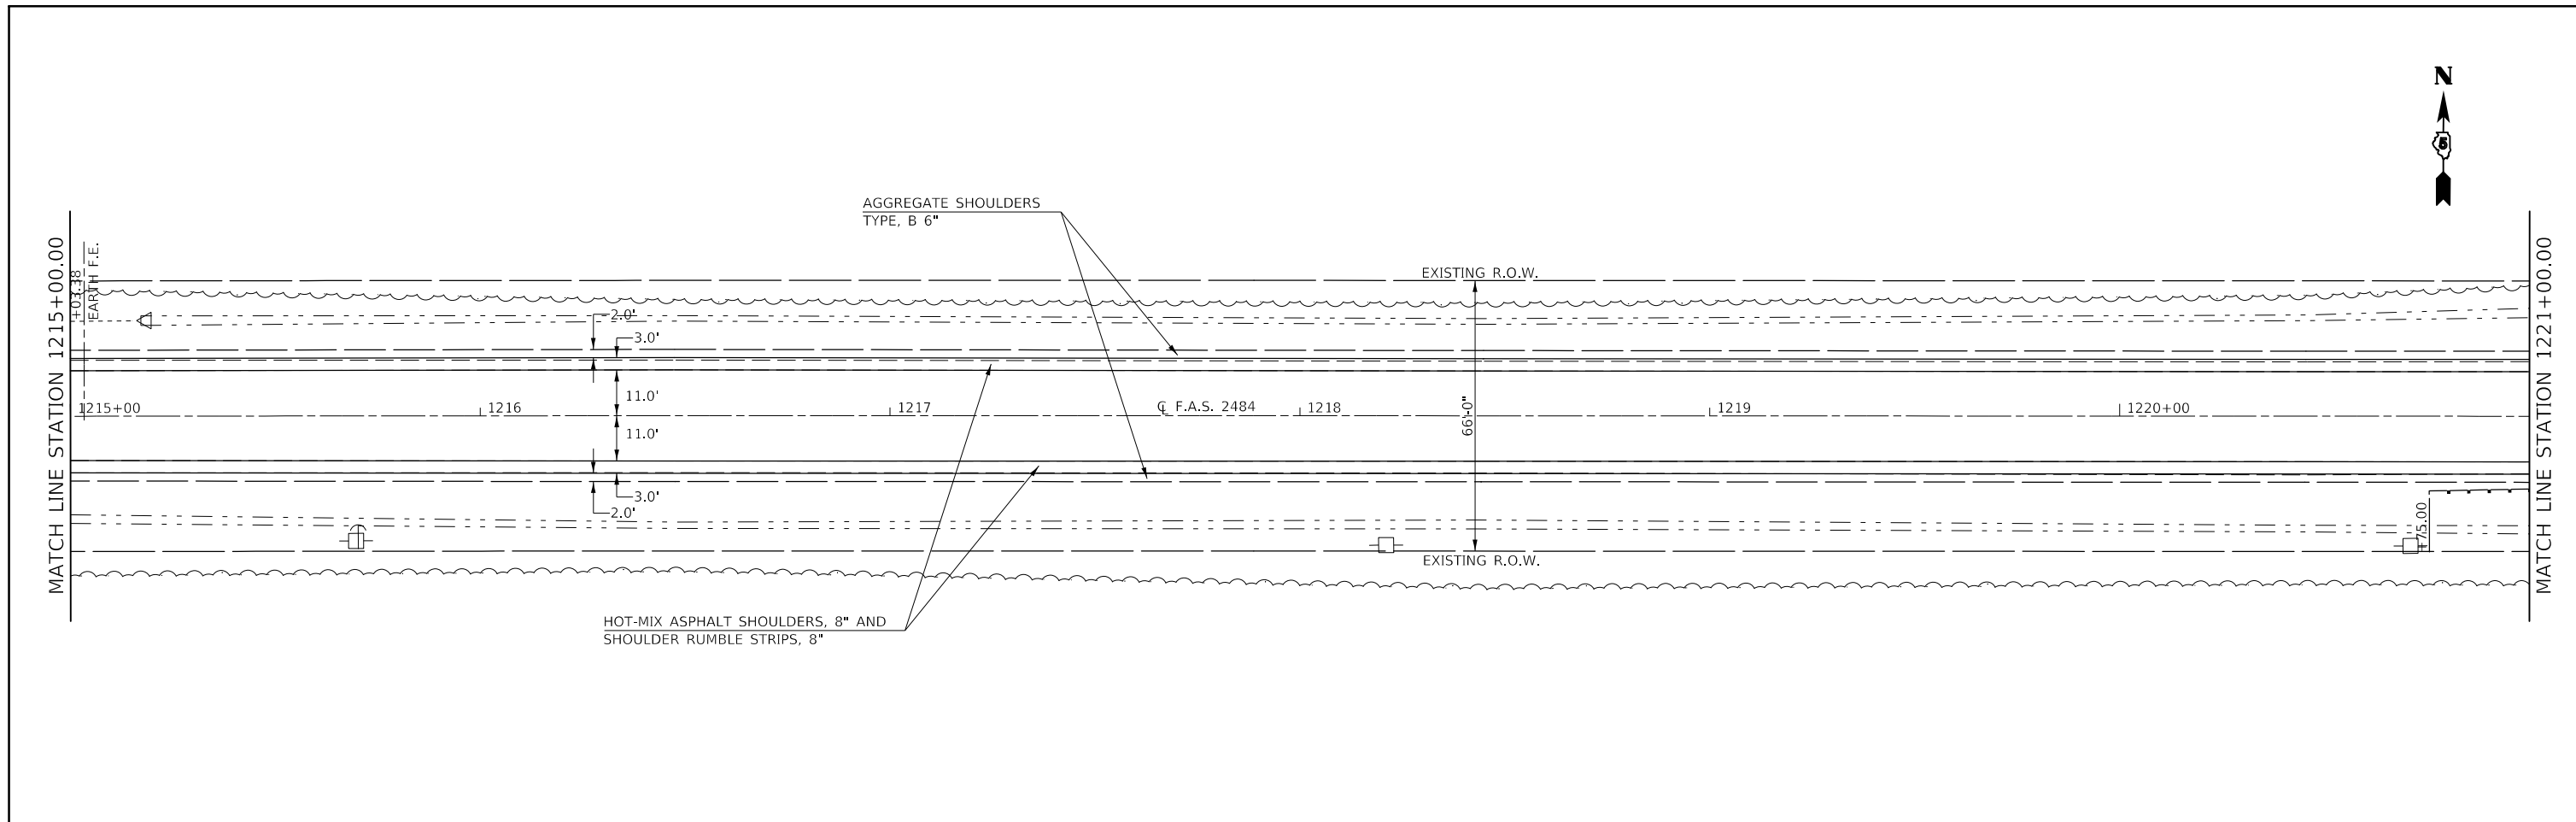 N
5
AGGREGATE SHOULDERS
TYPE, B 6"
MATCH LINE STATION 1215+00.00
+03.38
EARTH F.E.
EXISTING R.O.W.
MATCH LINE STATION 1221+00.00
2.0'
3.0'
11.0'
1215+00
1216
1217
℄ F.A.S. 2484
1218
1219
1220+00
66'-0"
11.0'
3.0'
2.0'
+75.00
EXISTING R.O.W.
HOT-MIX ASPHALT SHOULDERS, 8" AND
SHOULDER RUMBLE STRIPS, 8"